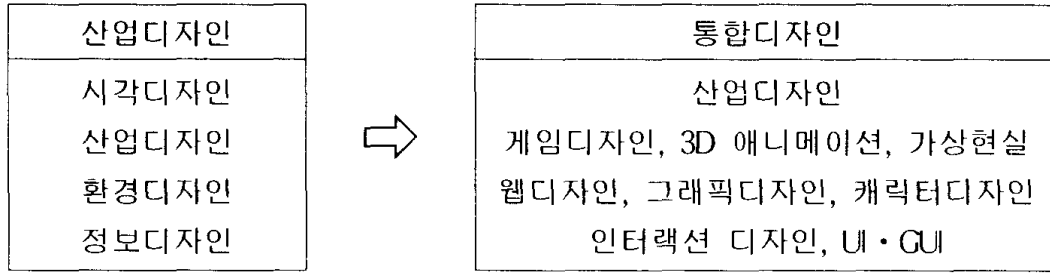 산업디자인
시각디자인
산업디자인
환경디자인
정보디자인
통합디자인
산업디자인
게임디자인, 3D 애니메이션, 가상현실
웹디자인, 그래픽디자인, 캐릭터디자인
인터랙션 디자인, UI・GUI